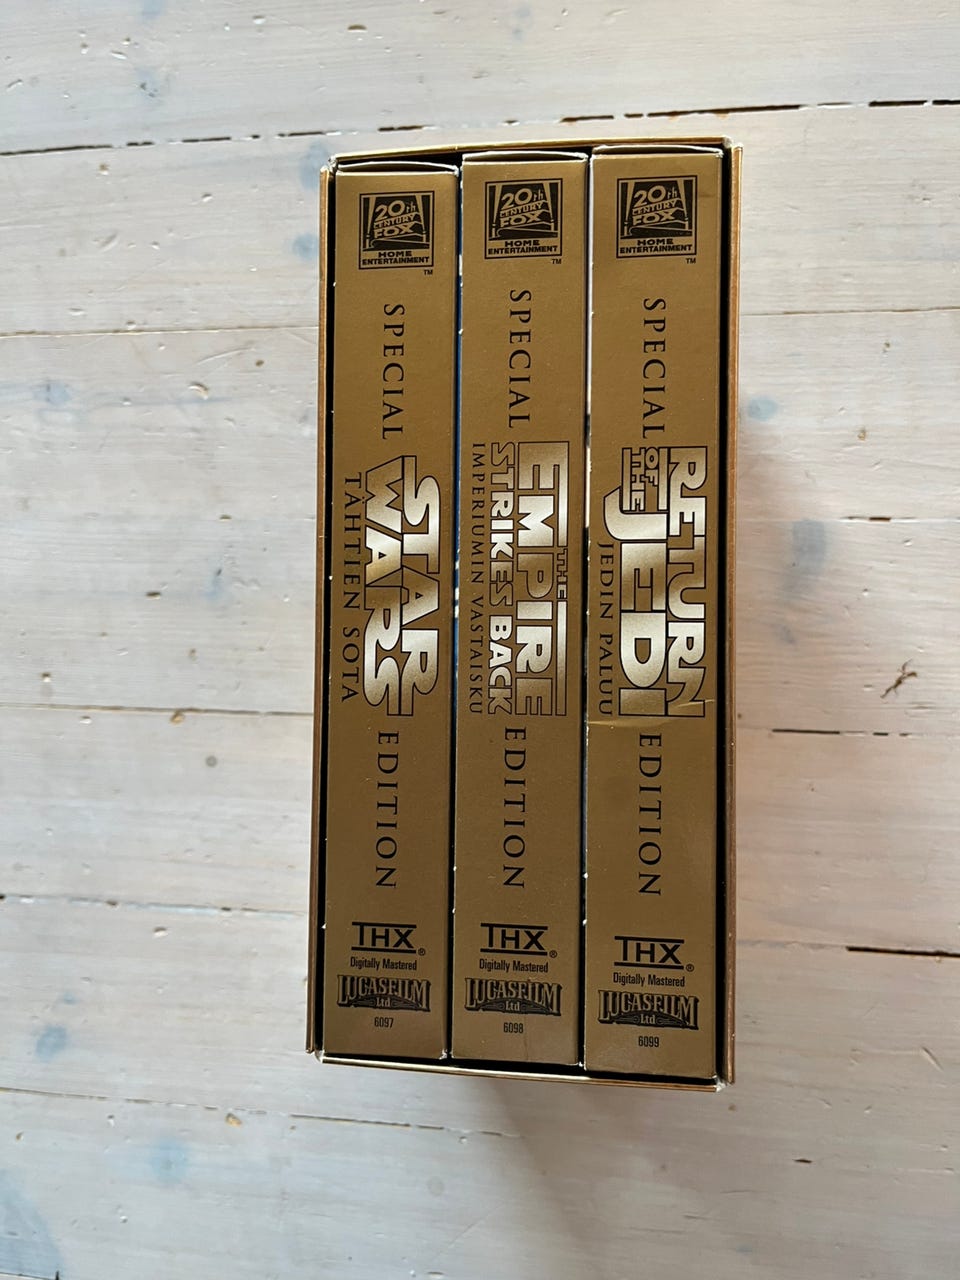 20th
CENTURY
FOX
HOME
ENTERTAINMENT
TM
SPECIAL
STAR
WARS
TÄHTIEN SOTA
EDITION
THX®
Digitally Mastered
LUCASFILM
Ltd
6097
20th
CENTURY
FOX
HOME
ENTERTAINMENT
TM
SPECIAL
THE
EMPIRE
STRIKES BACK
IMPERIUMIN VASTAISKU
EDITION
THX®
Digitally Mastered
LUCASFILM
Ltd
6098
20th
CENTURY
FOX
HOME
ENTERTAINMENT
TM
SPECIAL
RETURN
OF
THE
JEDI
JEDIN PALUU
EDITION
THX®
Digitally Mastered
LUCASFILM
Ltd
6099